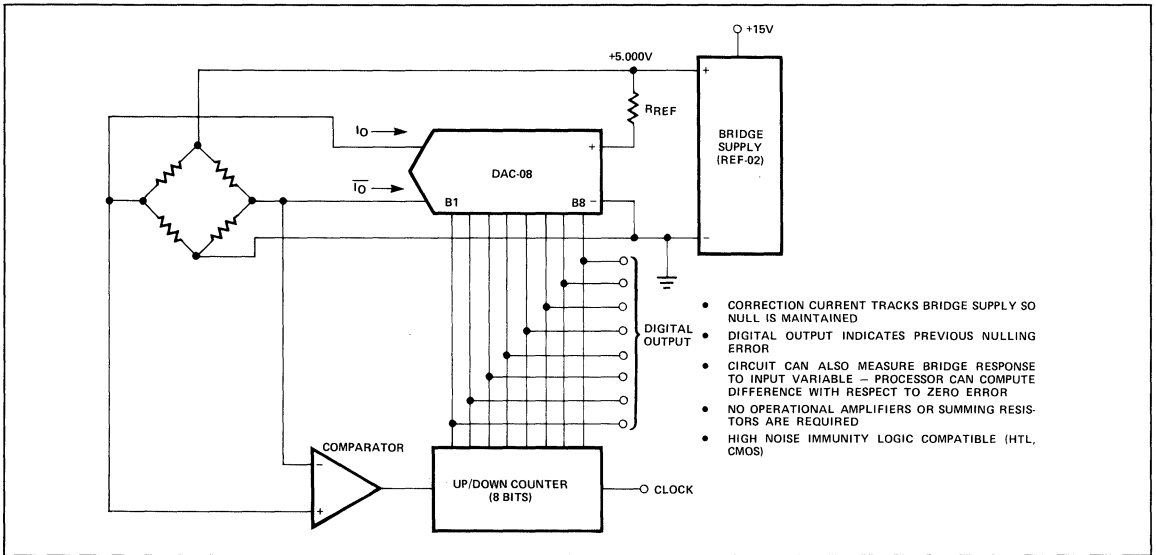 +15V
+5.000V
+
RREF
IO
BRIDGE
SUPPLY
(REF-02)
+
DAC-08
IO
B1
B8
−
−
DIGITAL
OUTPUT
• CORRECTION CURRENT TRACKS BRIDGE SUPPLY SO
NULL IS MAINTAINED
• DIGITAL OUTPUT INDICATES PREVIOUS NULLING
ERROR
• CIRCUIT CAN ALSO MEASURE BRIDGE RESPONSE
TO INPUT VARIABLE – PROCESSOR CAN COMPUTE
DIFFERENCE WITH RESPECT TO ZERO ERROR
• NO OPERATIONAL AMPLIFIERS OR SUMMING RESIS-
TORS ARE REQUIRED
• HIGH NOISE IMMUNITY LOGIC COMPATIBLE (HTL,
CMOS)
COMPARATOR
−
+
UP/DOWN COUNTER
(8 BITS)
CLOCK